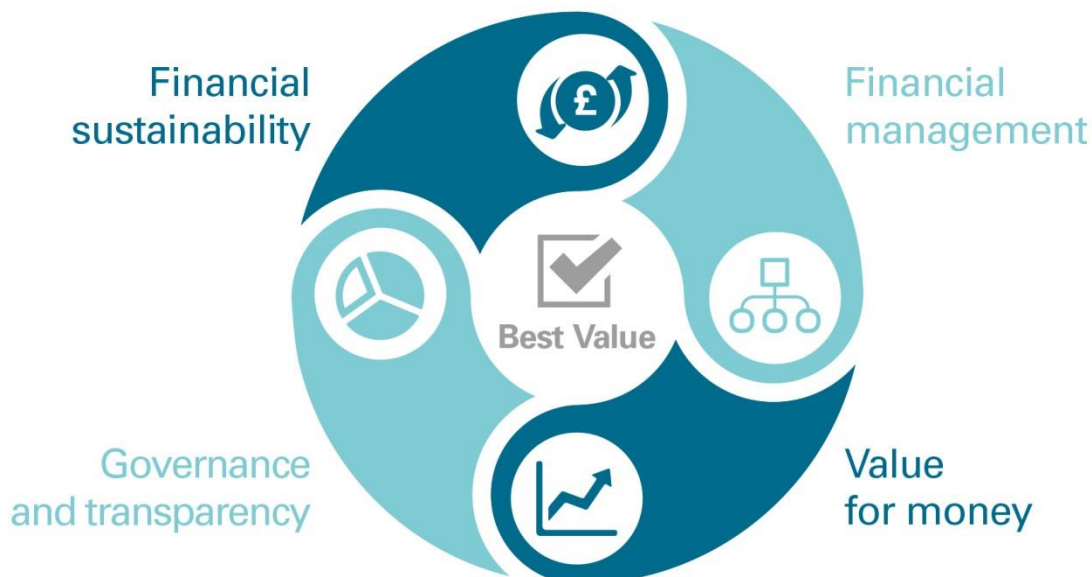 Financial
sustainability
Financial
management
£
Best Value
Governance
and transparency
Value
for money